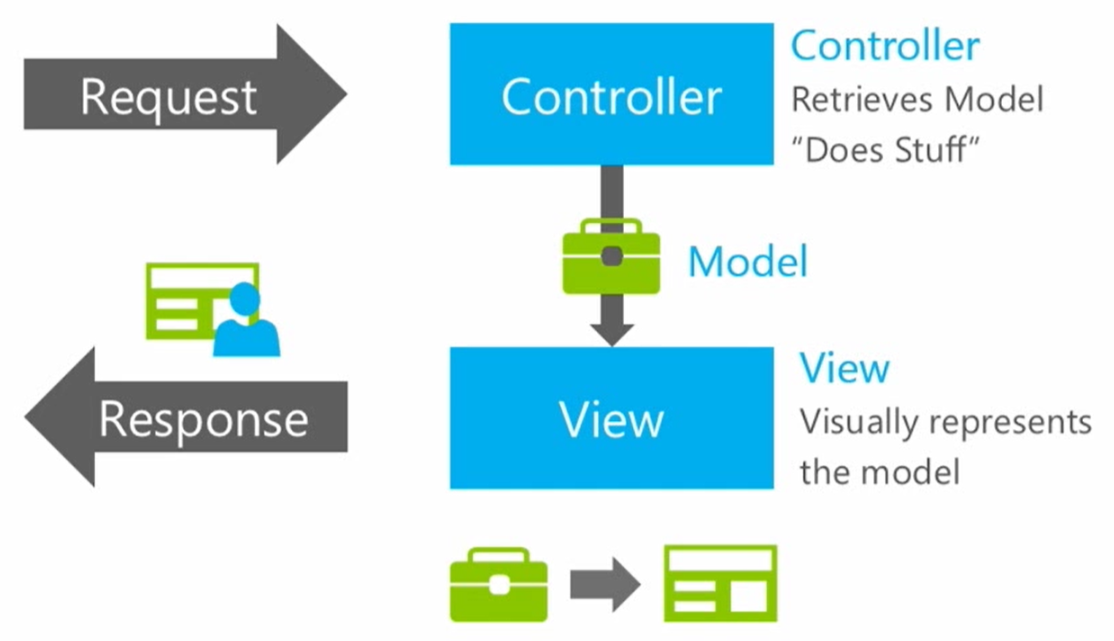 Request
Controller
Controller
Retrieves Model
“Does Stuff”
Model
Response
View
View
Visually represents
the model